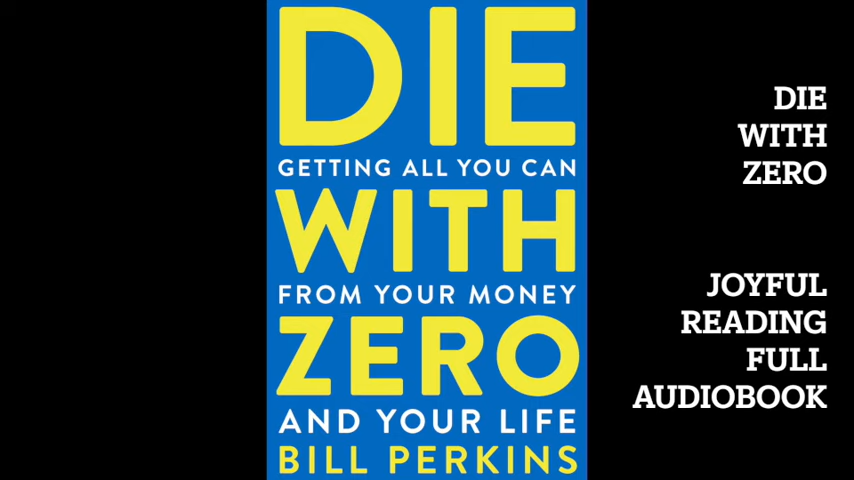 DIE
GETTING ALL YOU CAN
WITH
FROM YOUR MONEY
ZERO
AND YOUR LIFE
BILL PERKINS
DIE
WITH
ZERO
JOYFUL
READING
FULL
AUDIOBOOK